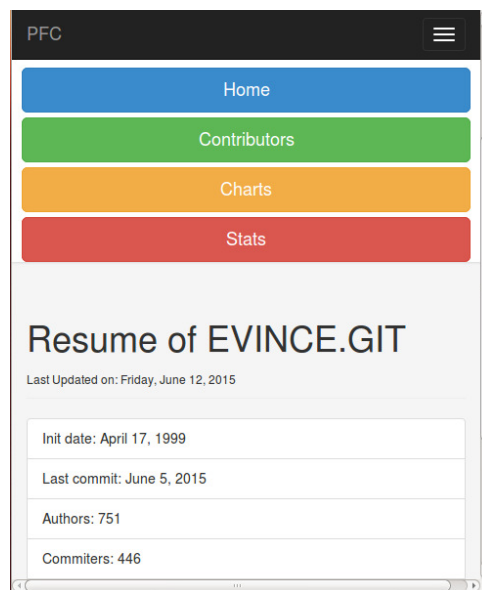 PFC
Home
Contributors
Charts
Stats
Resume of EVINCE.GIT
Last Updated on: Friday, June 12, 2015
Init date: April 17, 1999
Last commit: June 5, 2015
Authors: 751
Commiters: 446